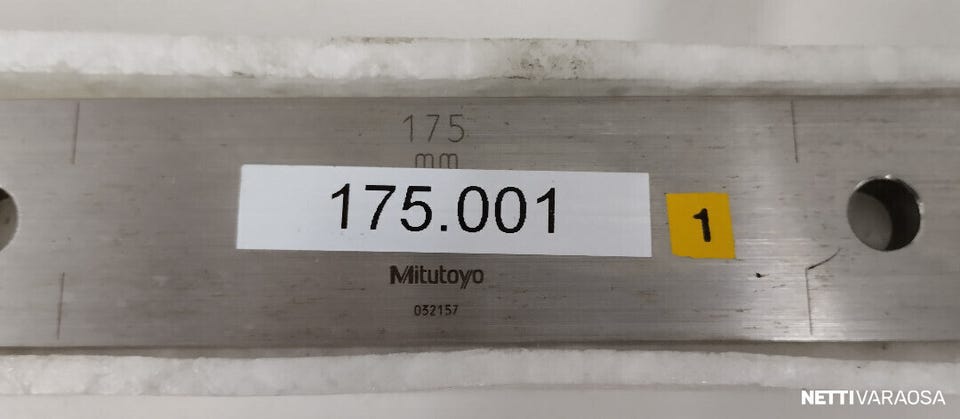 175
mm
175.001
1
Mitutoyo
032157
NETTIVARAOSA